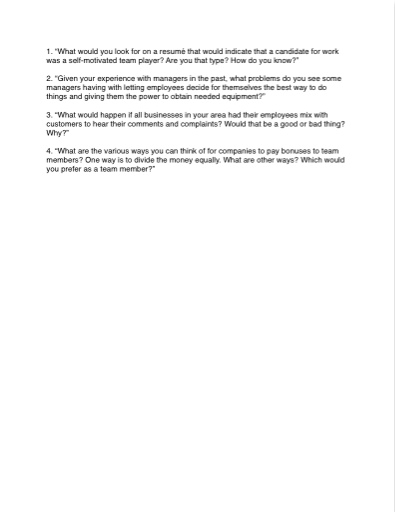 1. “What would you look for on a resumé that would indicate that a candidate for work
was a self-motivated team player? Are you that type? How do you know?”
2. “Given your experience with managers in the past, what problems do you see some
managers having with letting employees decide for themselves the best way to do
things and giving them the power to obtain needed equipment?”
3. “What would happen if all businesses in your area had their employees mix with
customers to hear their comments and complaints? Would that be a good or bad thing?
Why?”
4. “What are the various ways you can think of for companies to pay bonuses to team
members? One way is to divide the money equally. What are other ways? Which would
you prefer as a team member?”